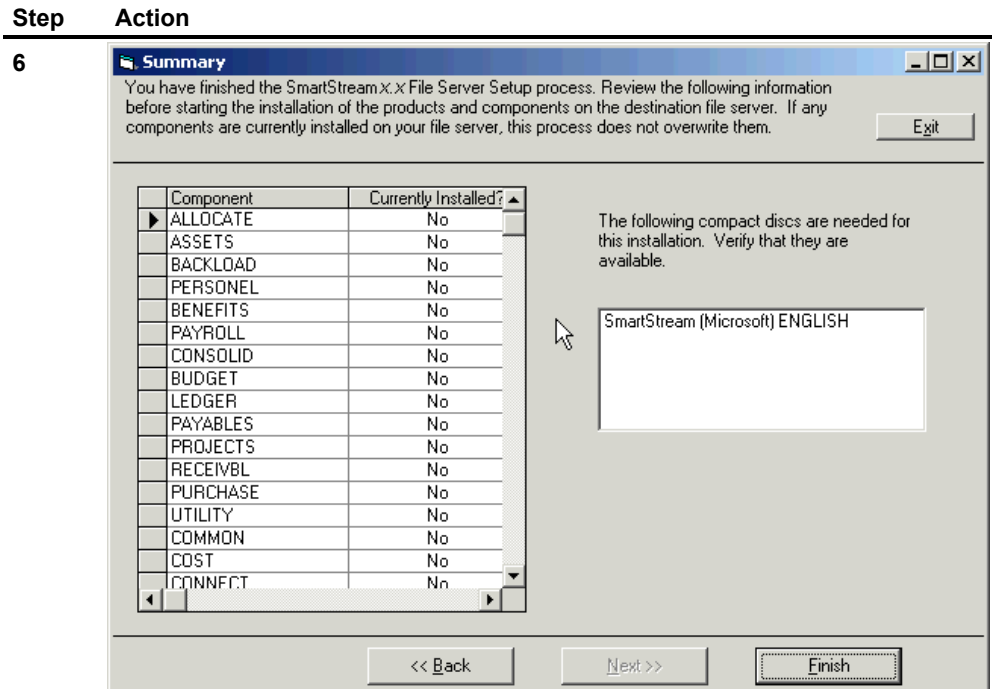 Step Action
6
Summary
You have finished the SmartStream x.x File Server Setup process. Review the following information
before starting the installation of the products and components on the destination file server. If any
components are currently installed on your file server, this process does not overwrite them.
Exit
Component Currently Installed?
ALLOCATE No
ASSETS No
BACKLOAD No
PERSONEL No
BENEFITS No
PAYROLL No
CONSOLID No
BUDGET No
LEDGER No
PAYABLES No
PROJECTS No
RECEIVBL No
PURCHASE No
UTILITY No
COMMON No
COST No
CONNECT No
The following compact discs are needed for
this installation. Verify that they are
available.
SmartStream (Microsoft) ENGLISH
<< Back
Next >>
Finish